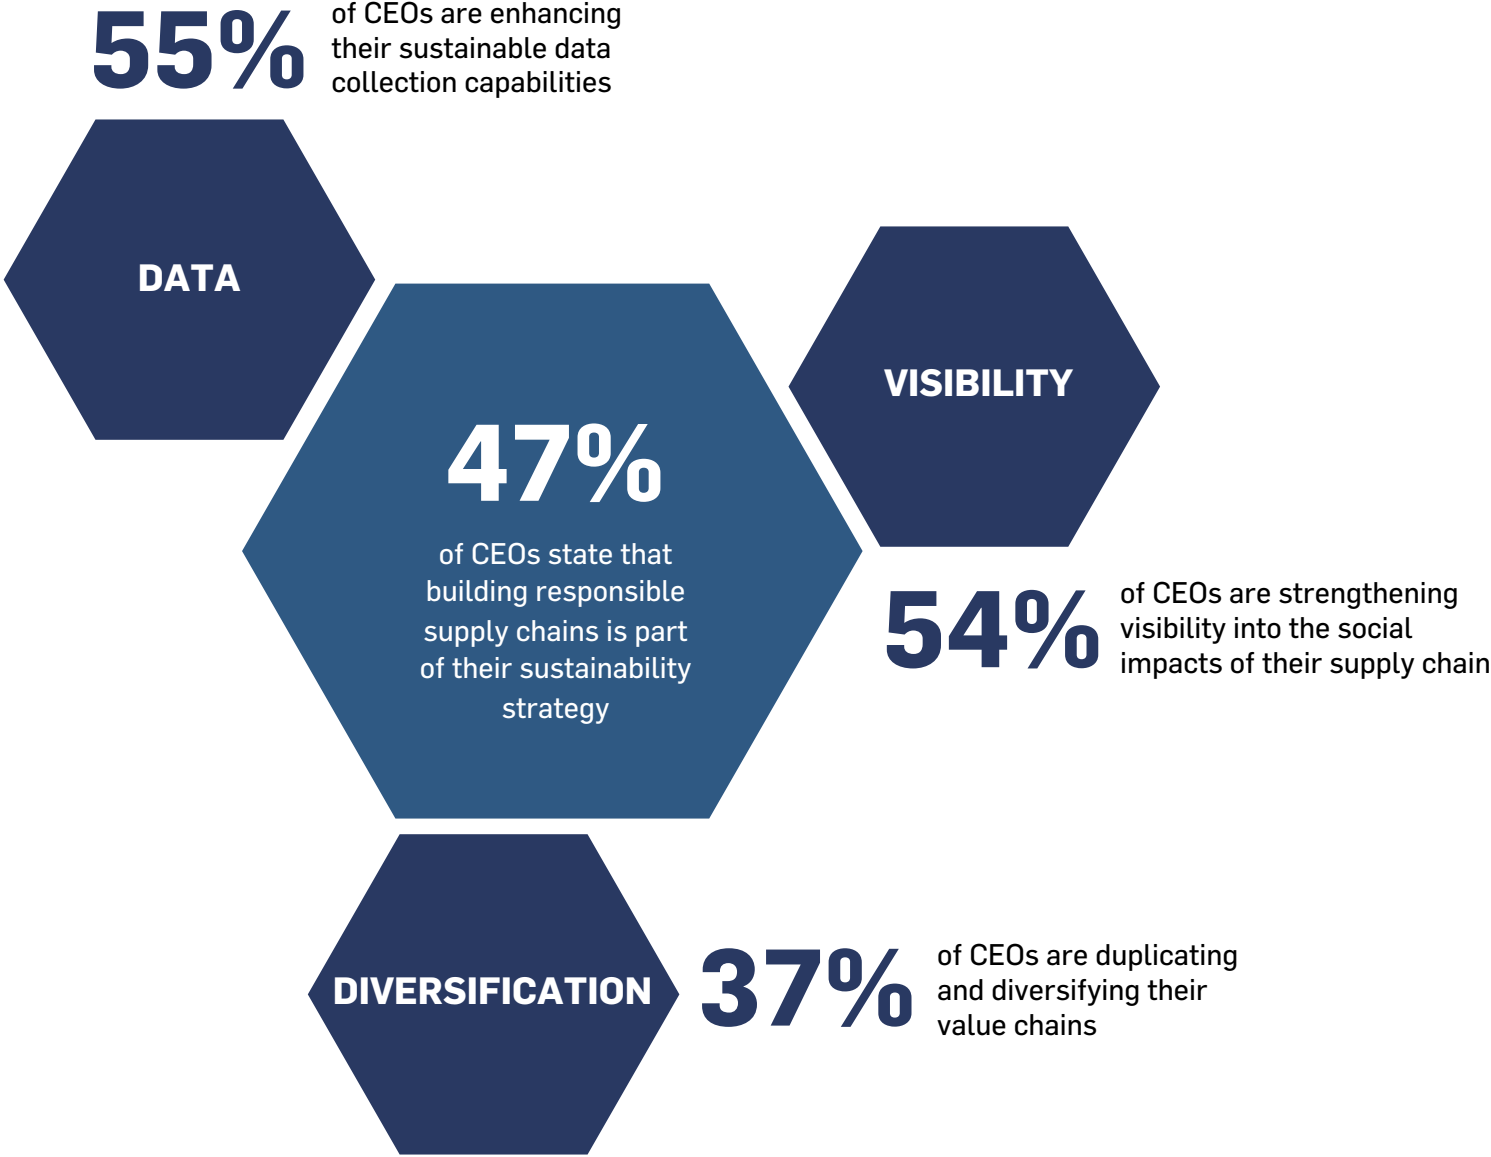 55%
of CEOs are enhancing
their sustainable data
collection capabilities
DATA
VISIBILITY
47%
of CEOs state that
building responsible
supply chains is part
of their sustainability
strategy
54%
of CEOs are strengthening
visibility into the social
impacts of their supply chain
DIVERSIFICATION
37%
of CEOs are duplicating
and diversifying their
value chains